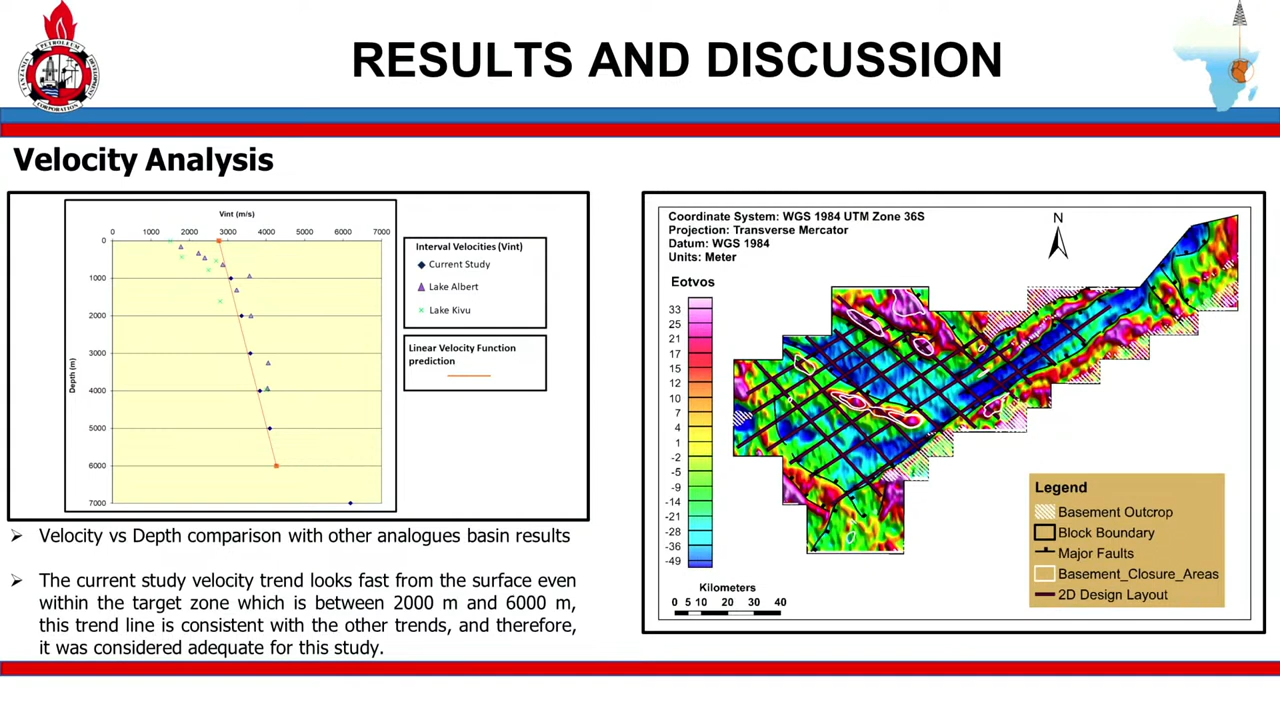 RESULTS AND DISCUSSION
TANZANIA PETROLEUM DEVELOPMENT
CORPORATION
Velocity Analysis
Vint (m/s)
0 1000 2000 3000 4000 5000 6000 7000
0
1000
2000
3000
4000
5000
6000
7000
Depth (m)
Interval Velocities (Vint)
Current Study
Lake Albert
Lake Kivu
Linear Velocity Function
prediction
Velocity vs Depth comparison with other analogues basin results
The current study velocity trend looks fast from the surface even
within the target zone which is between 2000 m and 6000 m,
this trend line is consistent with the other trends, and therefore,
it was considered adequate for this study.
Coordinate System: WGS 1984 UTM Zone 36S
Projection: Transverse Mercator
Datum: WGS 1984
Units: Meter
N
Eotvos
33
25
21
17
15
12
10
7
4
1
-2
-5
-9
-14
-21
-28
-36
-49
Kilometers
0 5 10 20 30 40
Legend
Basement Outcrop
Block Boundary
Major Faults
Basement_Closure_Areas
2D Design Layout